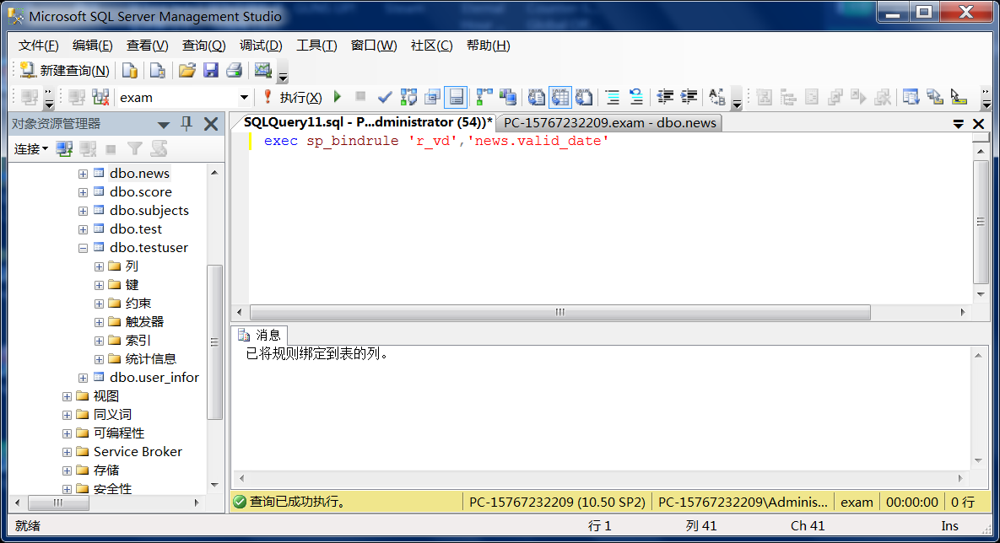 Microsoft SQL Server Management Studio
文件(F) 编辑(E) 查看(V) 查询(Q) 调试(D) 工具(T) 窗口(W) 社区(C) 帮助(H)
新建查询(N)
exam 执行(X)
对象资源管理器
连接
dbo.news
dbo.score
dbo.subjects
dbo.test
dbo.testuser
列
键
约束
触发器
索引
统计信息
dbo.user_infor
视图
同义词
可编程性
Service Broker
存储
安全性
SQLQuery11.sql - P...dministrator (54))* PC-15767232209.exam - dbo.news
exec sp_bindrule 'r_vd','news.valid_date'
消息
已将规则绑定到表的列。
查询已成功执行。 PC-15767232209 (10.50 SP2) PC-15767232209\Adminis... exam 00:00:00 0 行
就绪 行 1 列 41 Ch 41 Ins